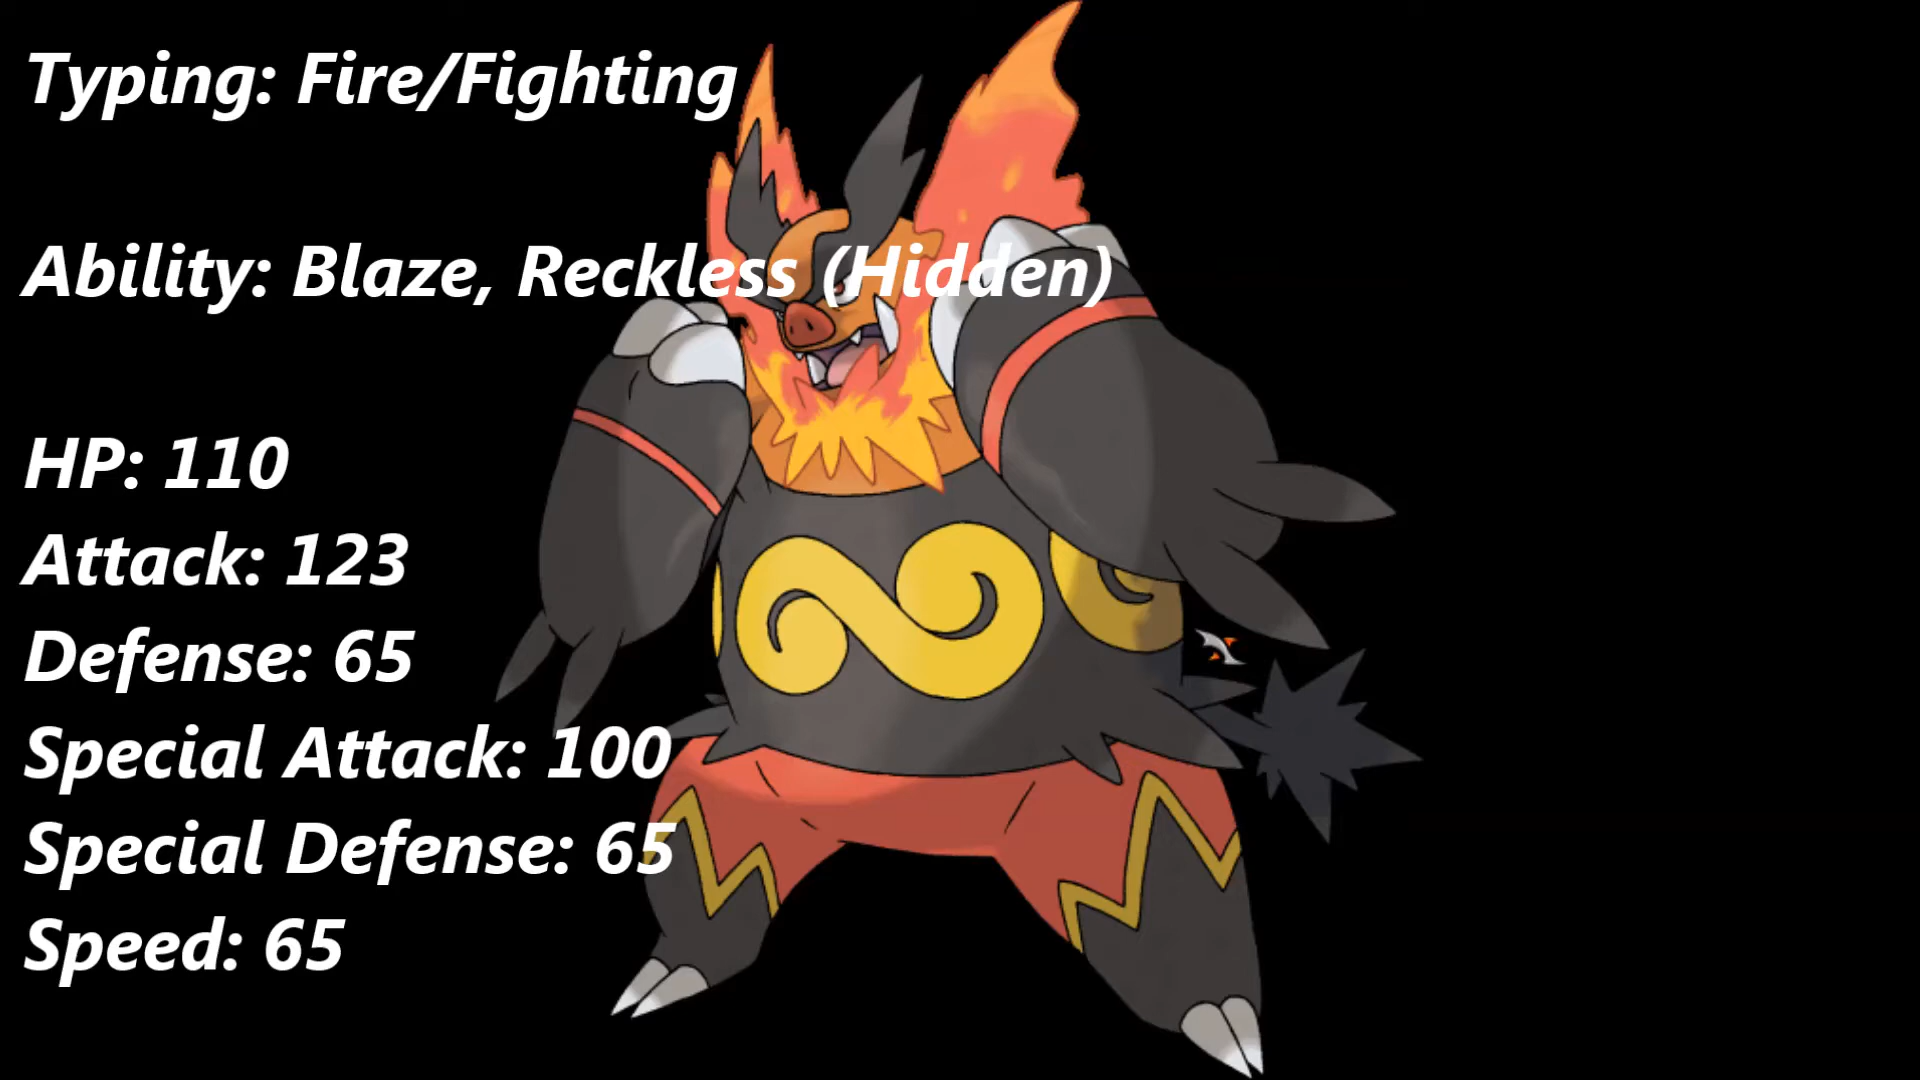 Typing: Fire/Fighting
Ability: Blaze, Reckless (Hidden)
HP: 110
Attack: 123
Defense: 65
Special Attack: 100
Special Defense: 65
Speed: 65